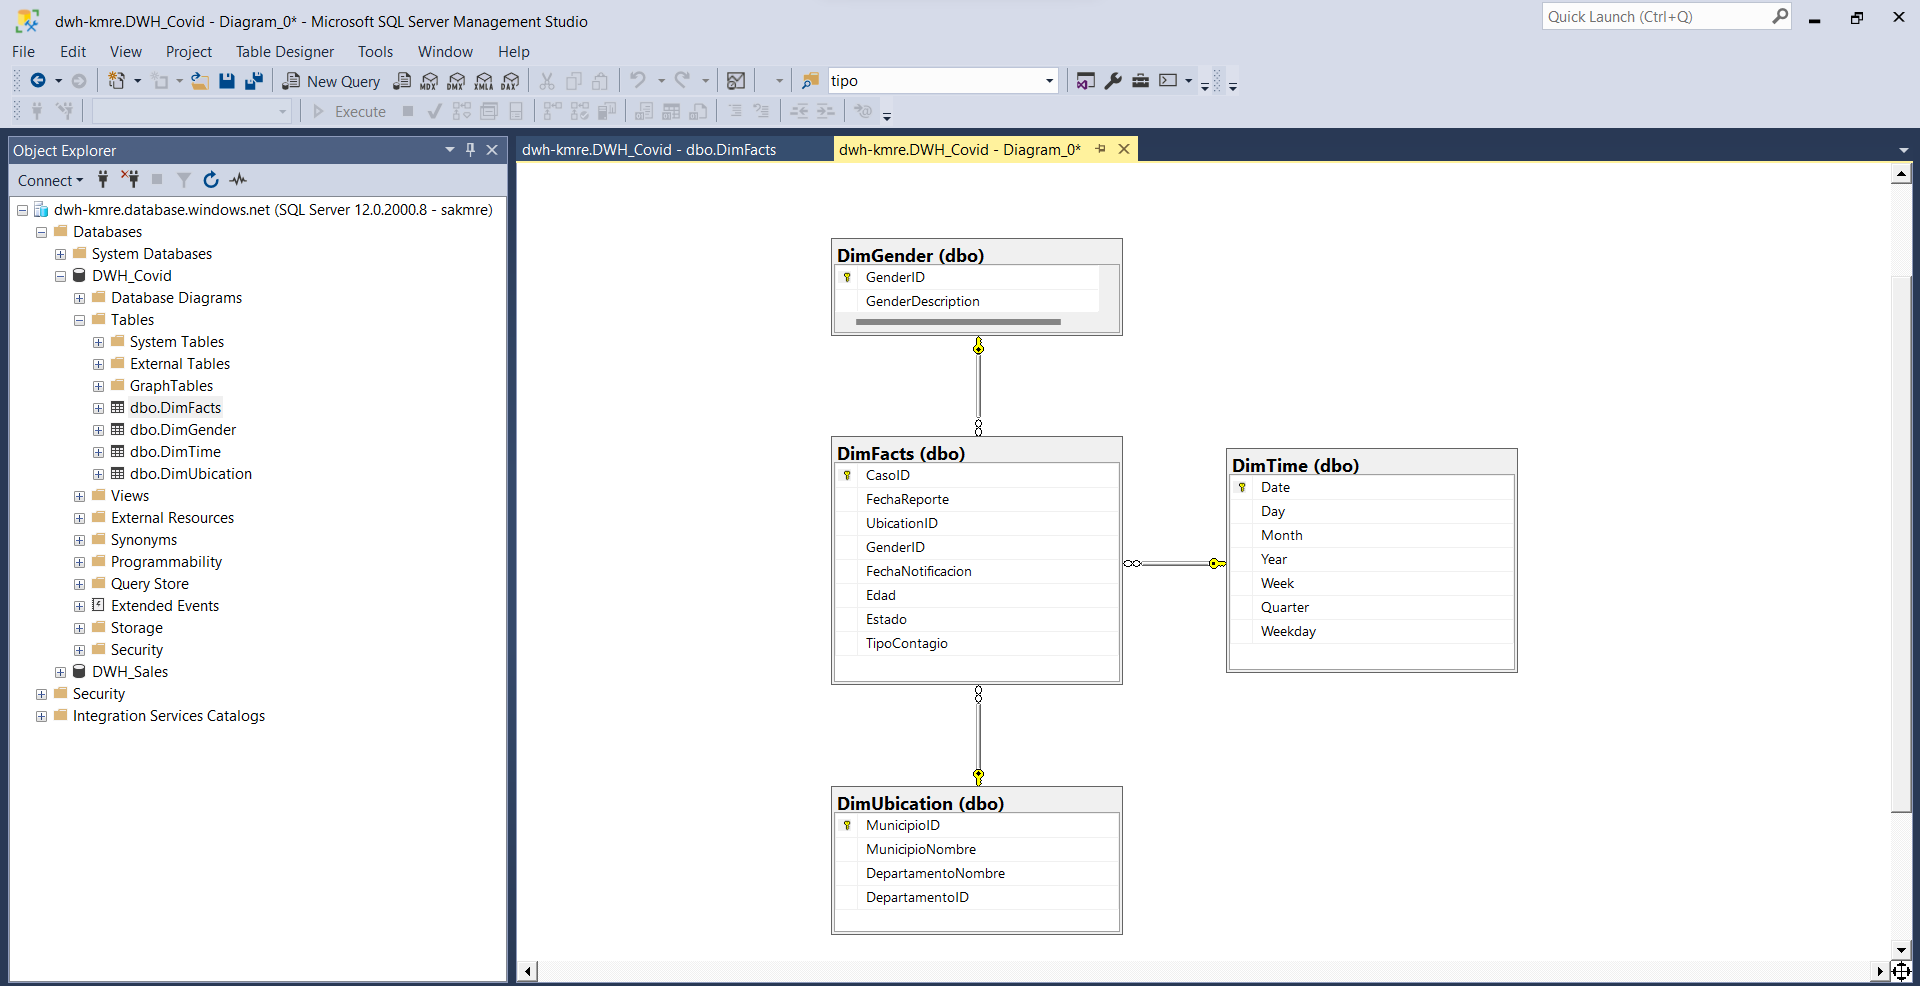 dwh-kmre.DWH_Covid - Diagram_0* - Microsoft SQL Server Management Studio
Quick Launch (Ctrl+Q)
File Edit View Project Table Designer Tools Window Help
New Query MDX DMX XMLA DAX tipo
Execute
Object Explorer
dwh-kmre.DWH_Covid - dbo.DimFacts
dwh-kmre.DWH_Covid - Diagram_0*
Connect
dwh-kmre.database.windows.net (SQL Server 12.0.2000.8 - sakmre)
Databases
System Databases
DWH_Covid
Database Diagrams
Tables
System Tables
External Tables
GraphTables
dbo.DimFacts
dbo.DimGender
dbo.DimTime
dbo.DimUbication
Views
External Resources
Synonyms
Programmability
Query Store
Extended Events
Storage
Security
DWH_Sales
Security
Integration Services Catalogs
DimGender (dbo)
GenderID
GenderDescription
DimFacts (dbo)
CasoID
FechaReporte
UbicationID
GenderID
FechaNotificacion
Edad
Estado
TipoContagio
DimTime (dbo)
Date
Day
Month
Year
Week
Quarter
Weekday
DimUbication (dbo)
MunicipioID
MunicipioNombre
DepartamentoNombre
DepartamentoID